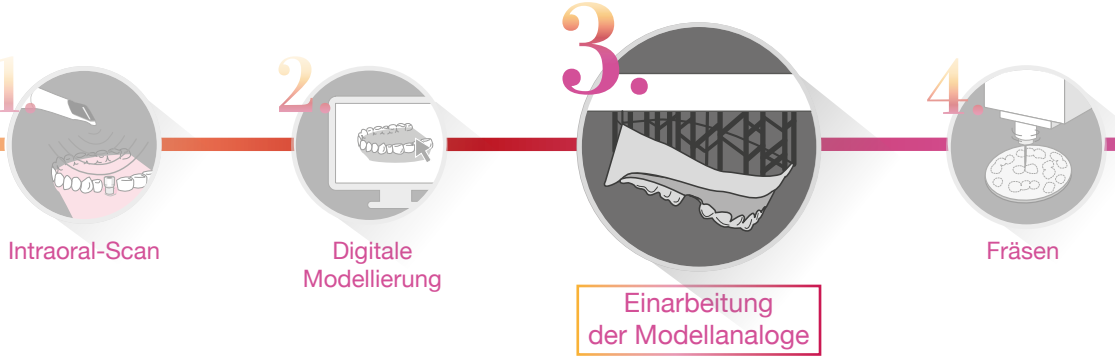 1.
Intraoral-Scan
2.
Digitale
Modellierung
3.
Einarbeitung
der Modellanaloge
4.
Fräsen